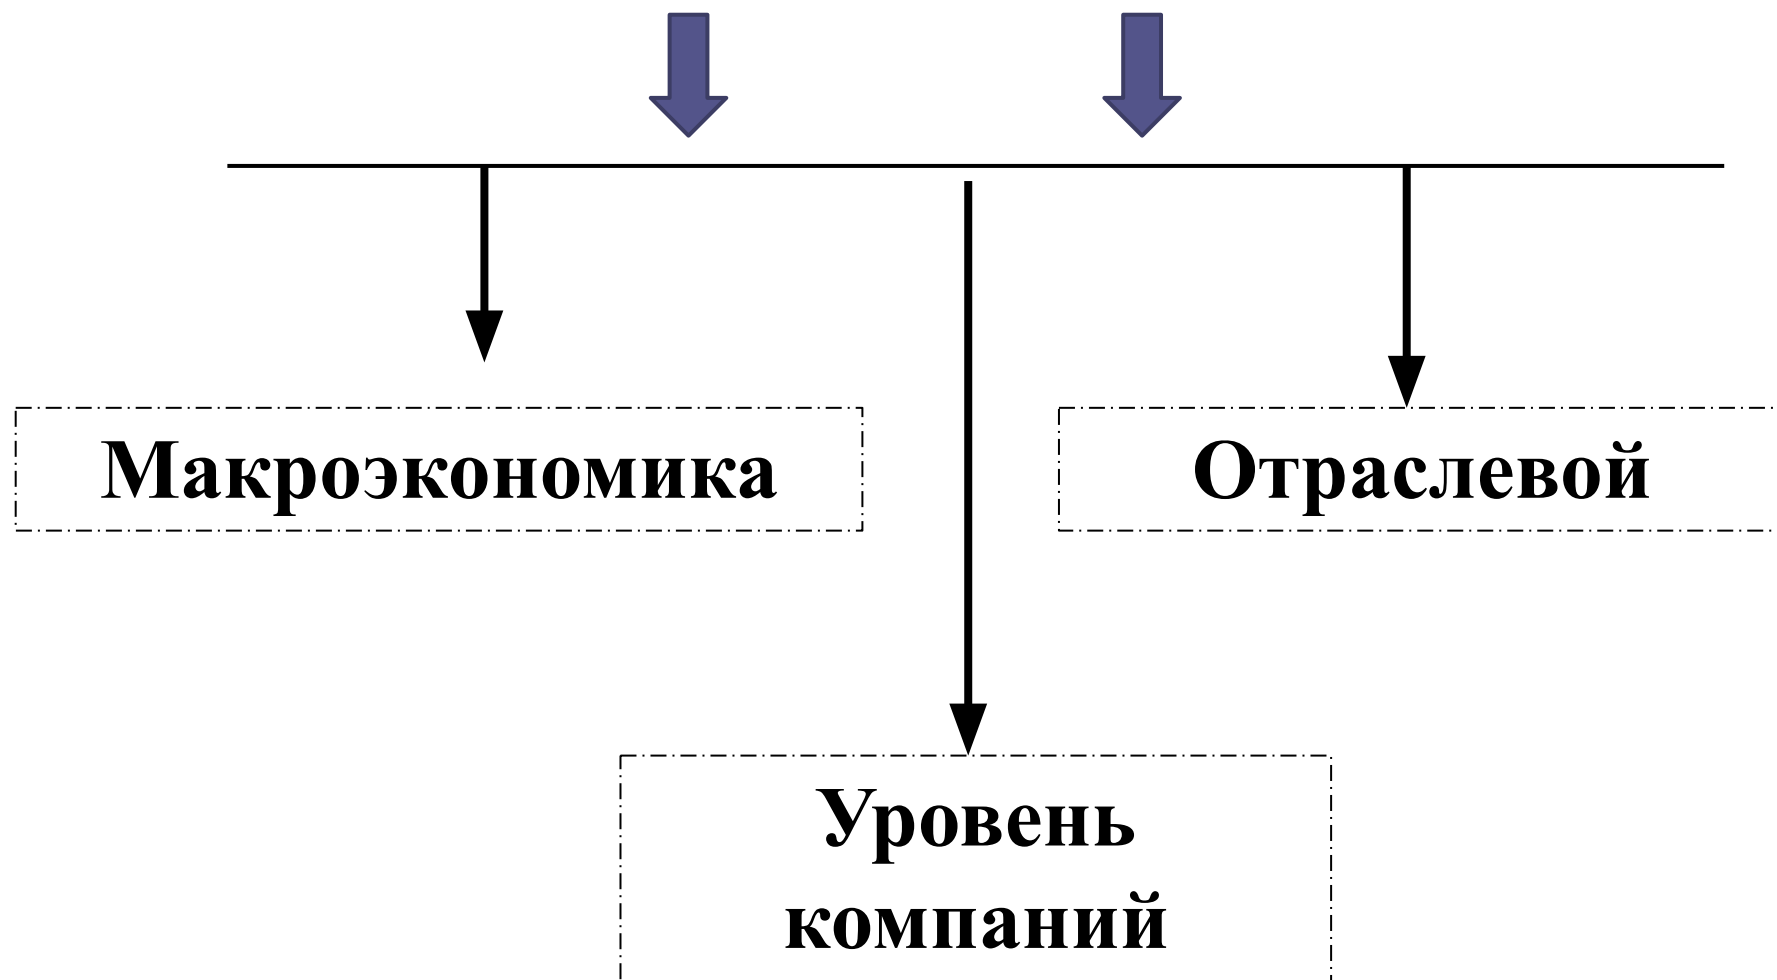 Макроэкономика
Отраслевой
Уровень
компаний